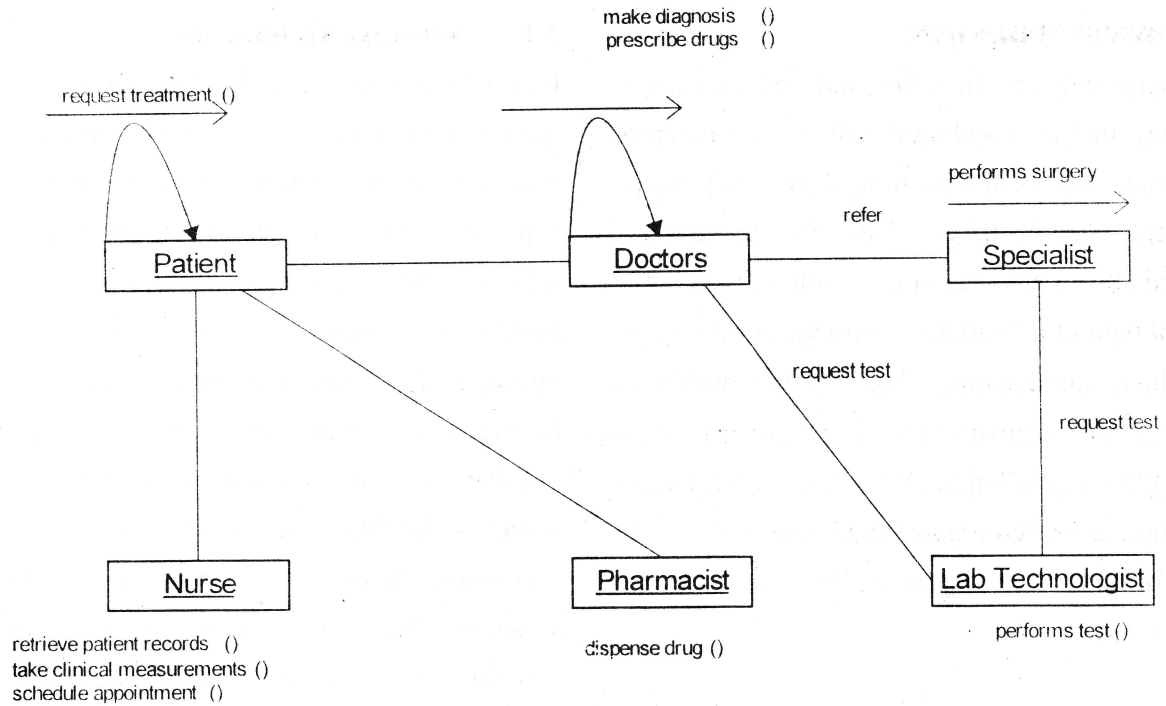 make diagnosis ()
prescribe drugs ()
request treatment ()
performs surgery
refer
Patient
Doctors
Specialist
request test
request test
Nurse
Pharmacist
Lab Technologist
retrieve patient records ()
take clinical measurements ()
schedule appointment ()
dispense drug ()
performs test ()